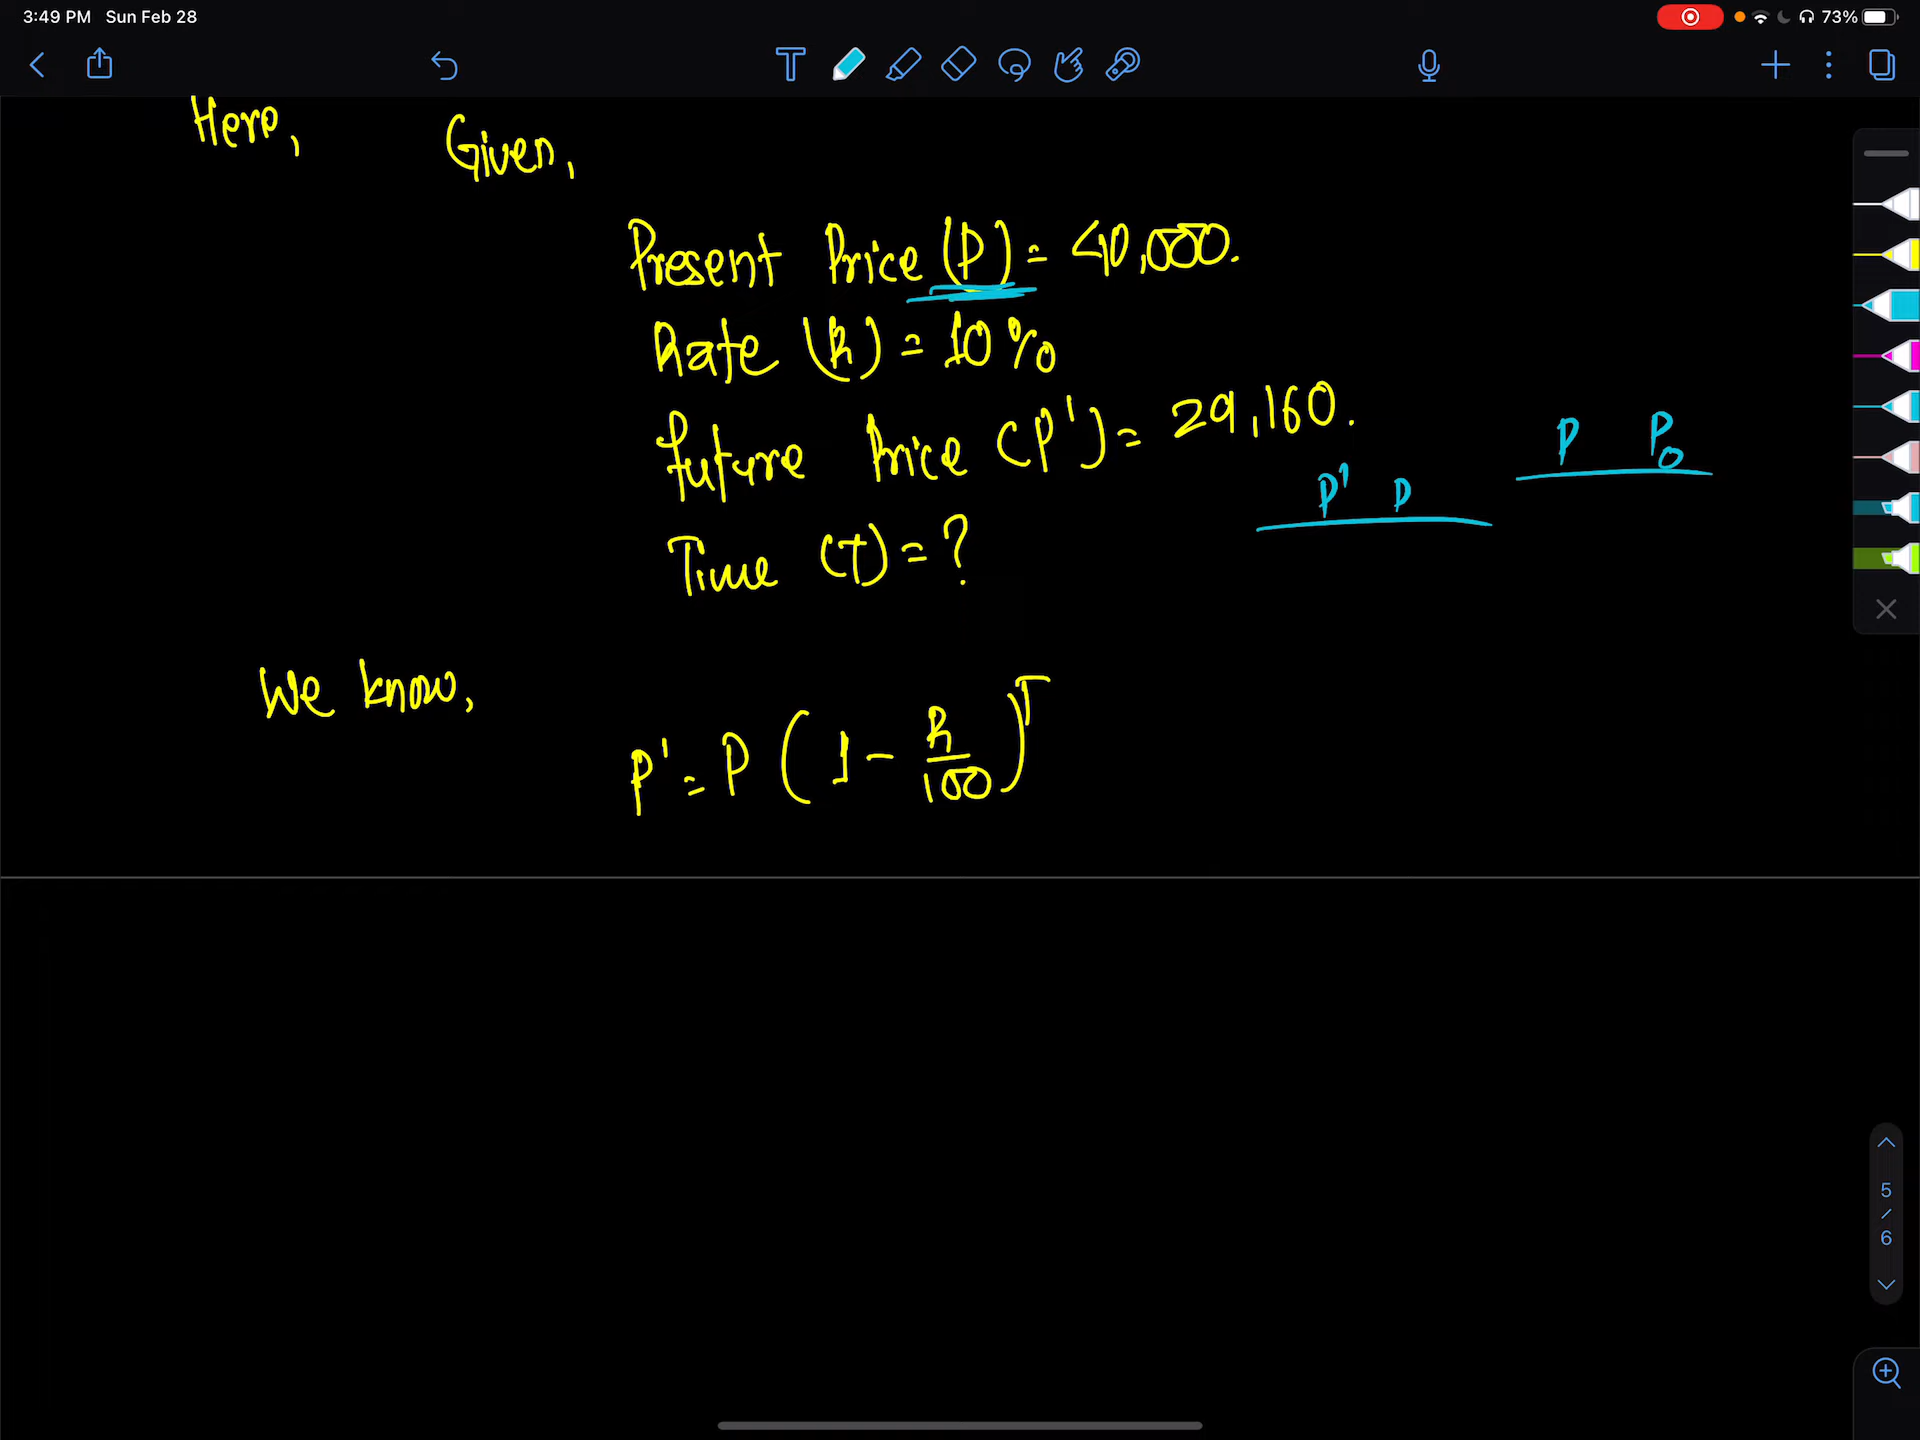 3:49 PM Sun Feb 28
73%
Here, Given,
Present Price (P) = 40,000.
Rate (R) = 10%
future Price (P') = 29,160.
P P₀
P' P
Time (T) = ?
We know,
P' = P (1 - R/100)^T
5
/
6